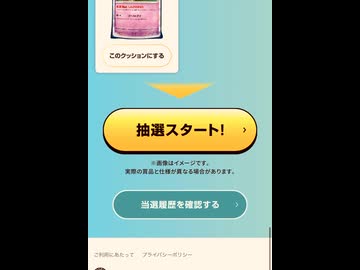 このクッションにする
抽選スタート!
※画像はイメージです。
実際の賞品と仕様が異なる場合があります。
当選履歴を確認する
ご利用にあたって プライバシーポリシー